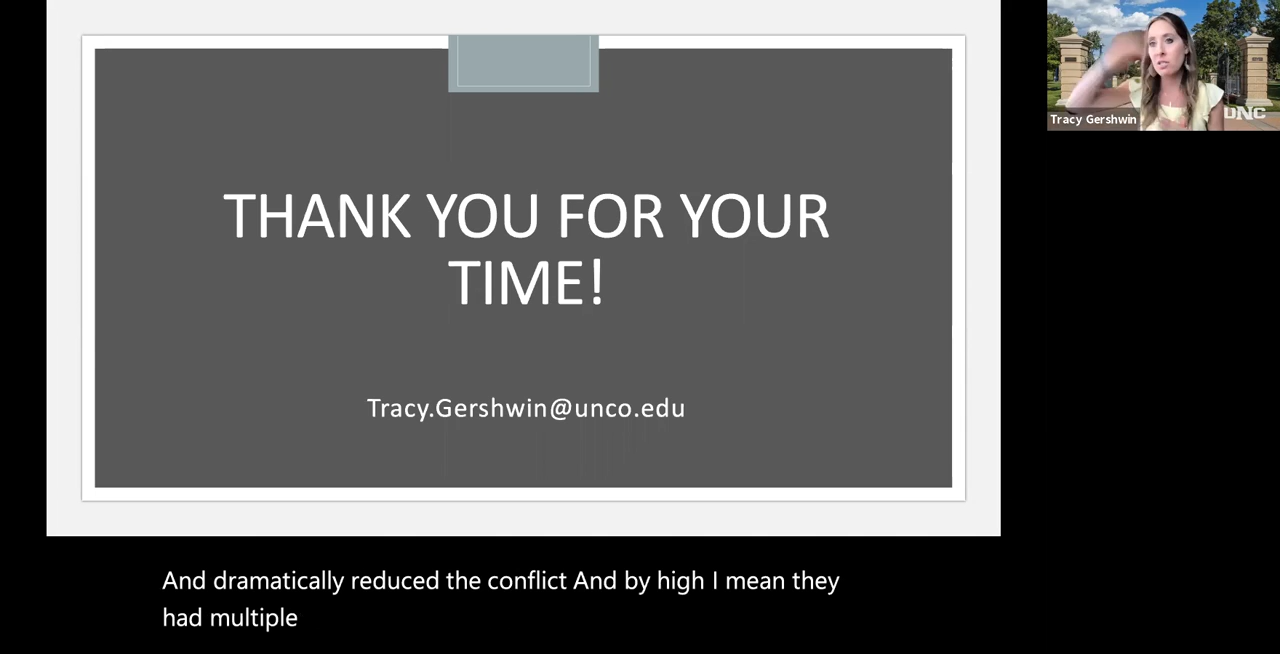 THANK YOU FOR YOUR
TIME!
Tracy.Gershwin@unco.edu
Tracy Gershwin
UNC
And dramatically reduced the conflict And by high I mean they
had multiple